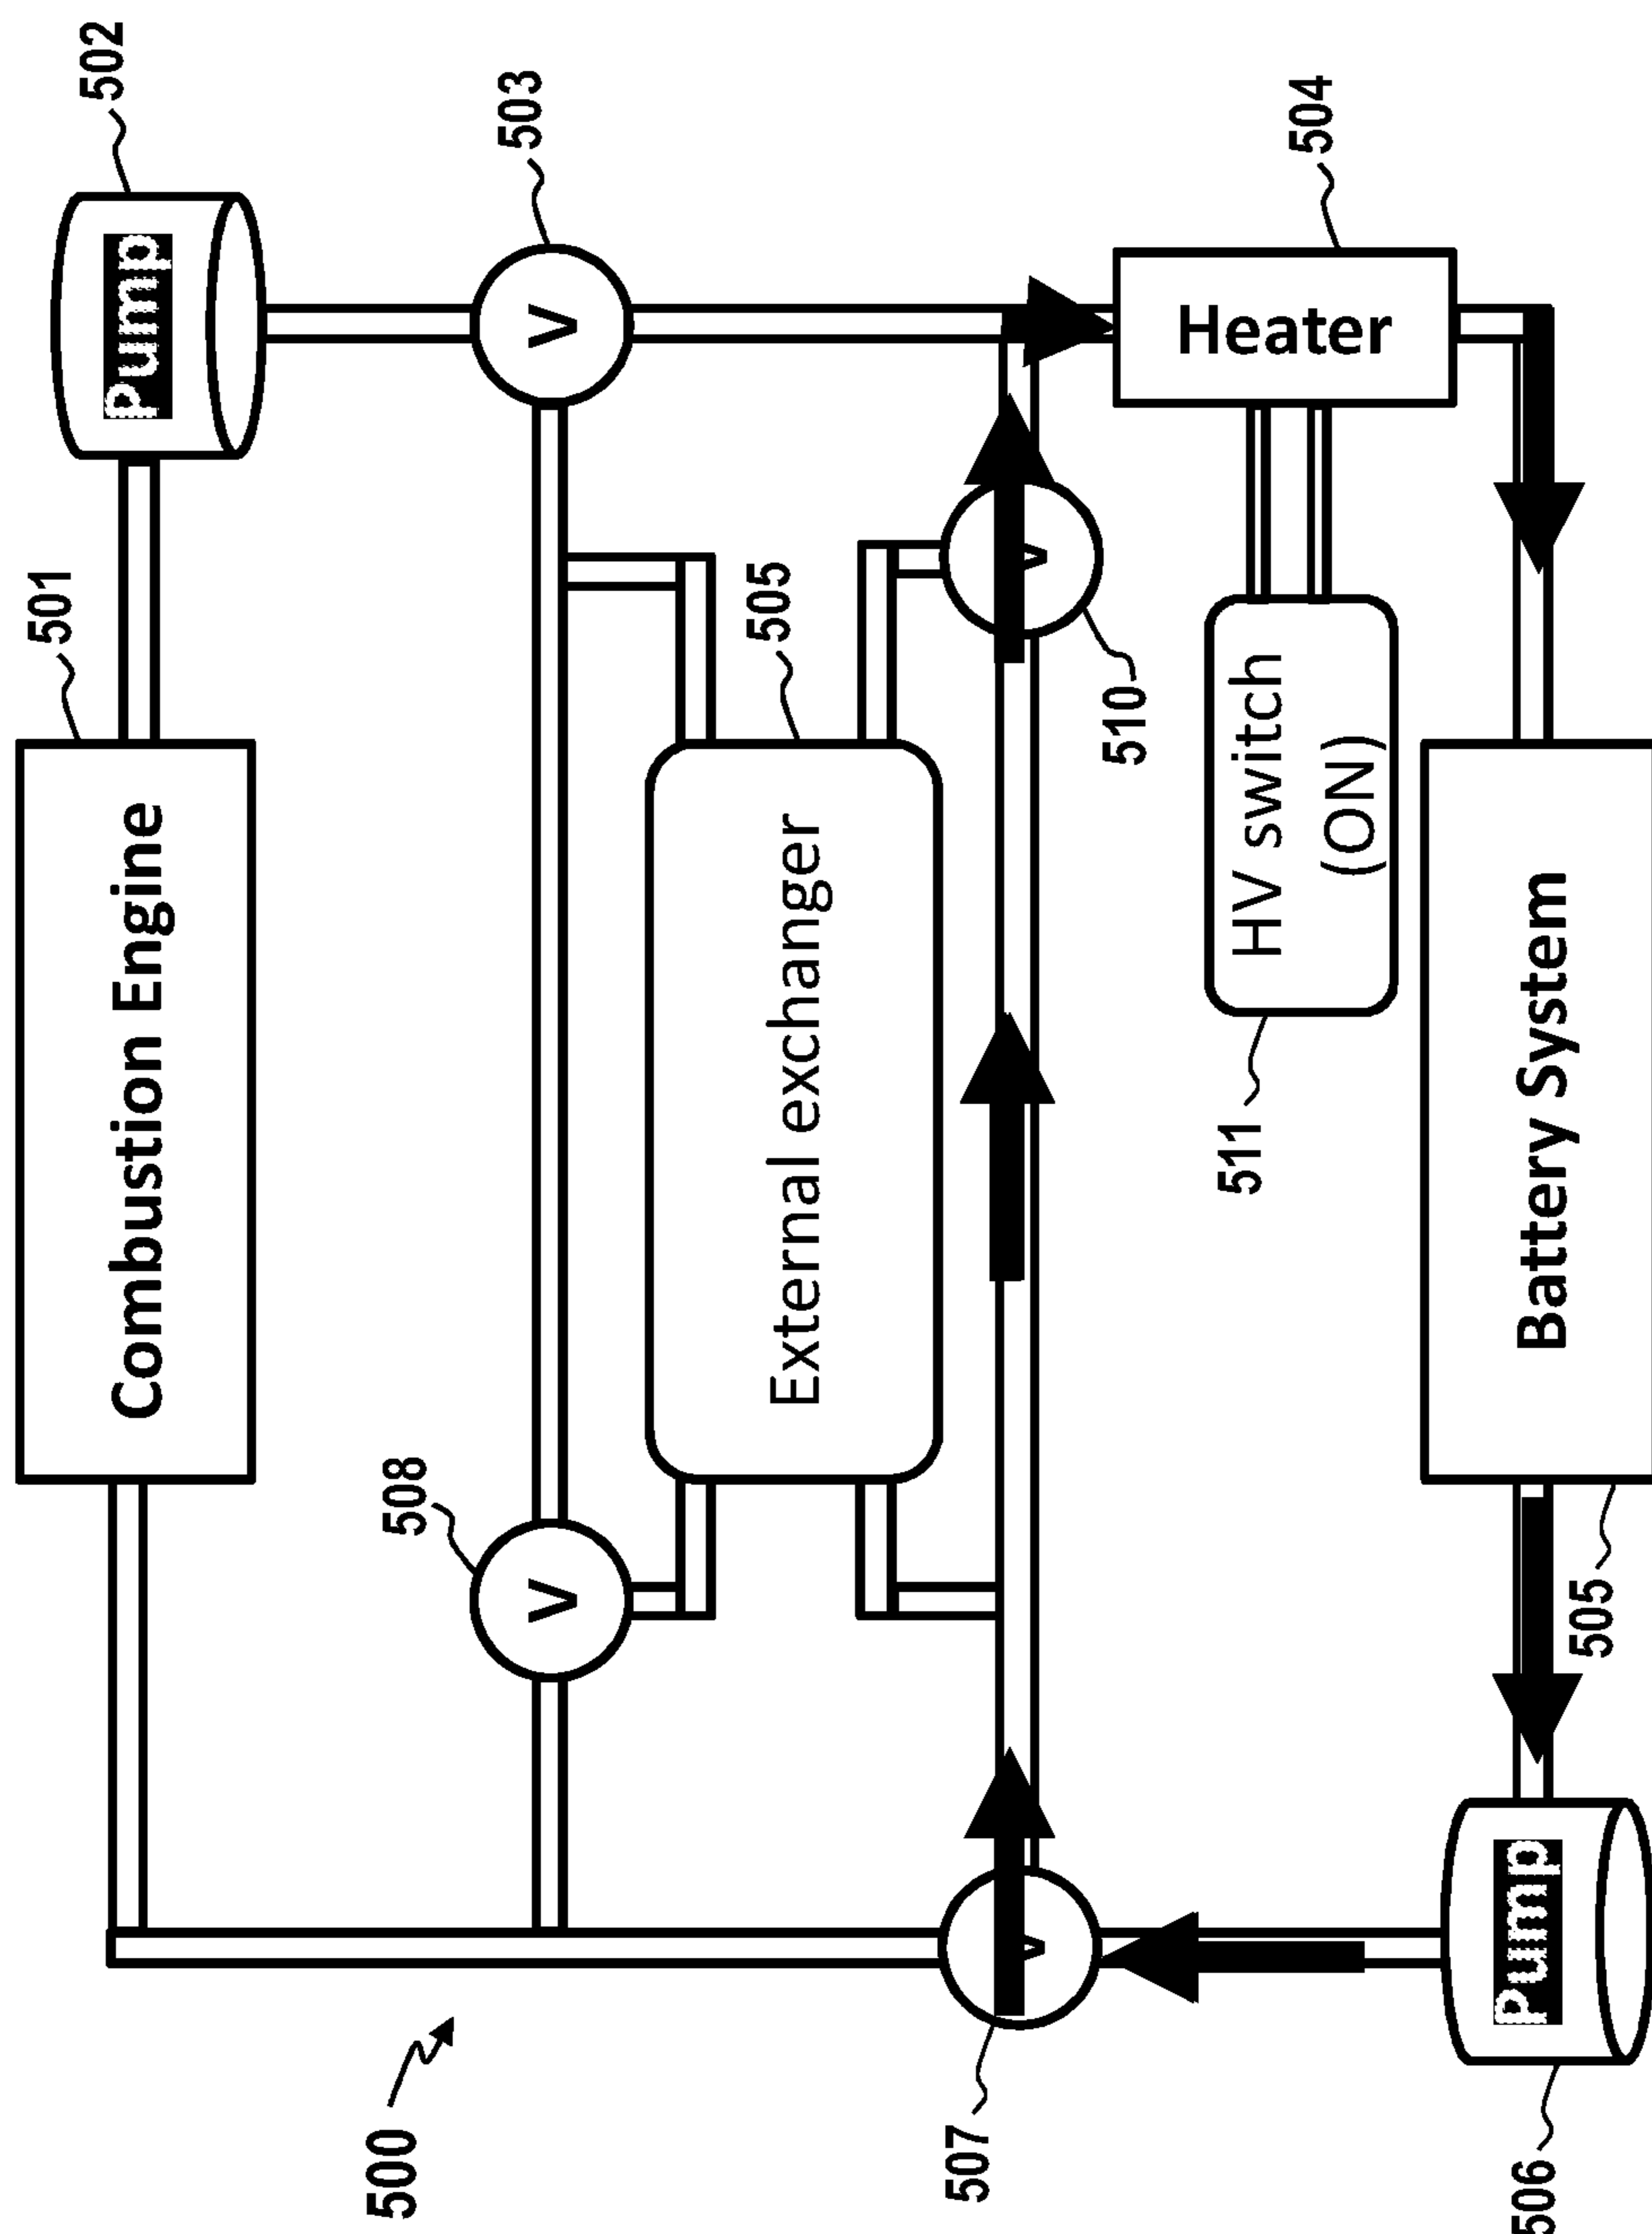 501
502
Combustion Engine
Pump
500
508
503
V
V
505
External exchanger
507
v
v
510
511
HV switch
(ON)
504
Heater
506
Pump
Battery System
505